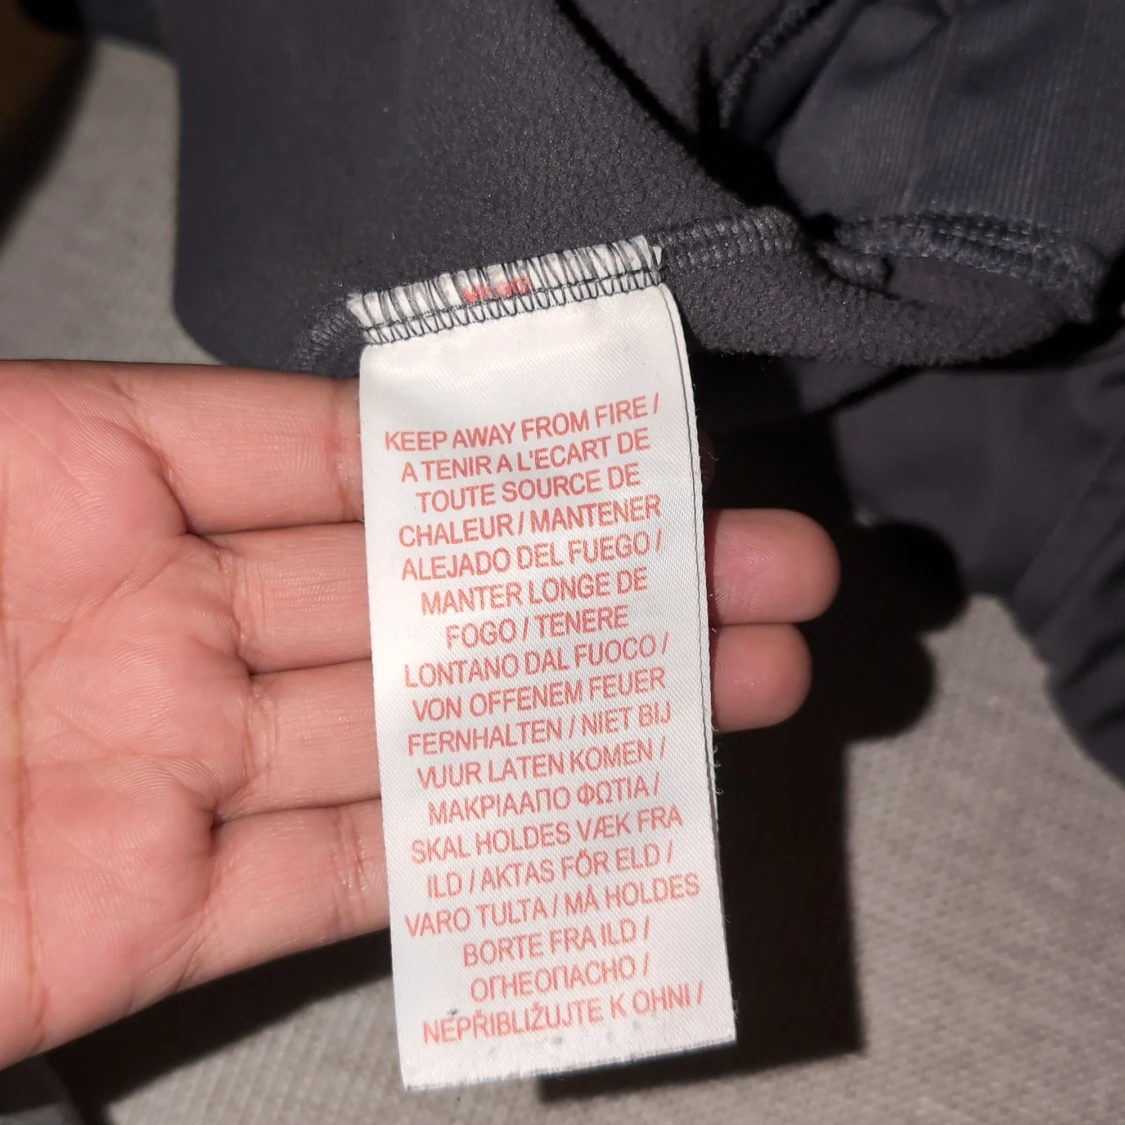 KEEP AWAY FROM FIRE /
A TENIR A L'ECART DE
TOUTE SOURCE DE
CHALEUR / MANTENER
ALEJADO DEL FUEGO /
MANTER LONGE DE
FOGO / TENERE
LONTANO DAL FUOCO /
VON OFFENEM FEUER
FERNHALTEN / NIET BIJ
VUUR LATEN KOMEN /
ΜΑΚΡΙΑΑΠΟ ΦΩΤΙΑ /
SKAL HOLDES VÆK FRA
ILD / AKTAS FÖR ELD /
VARO TULTA / MÅ HOLDES
BORTE FRA ILD /
ОГНЕОПАСНО /
NEPŘIBLIŽUJTE K OHNI /